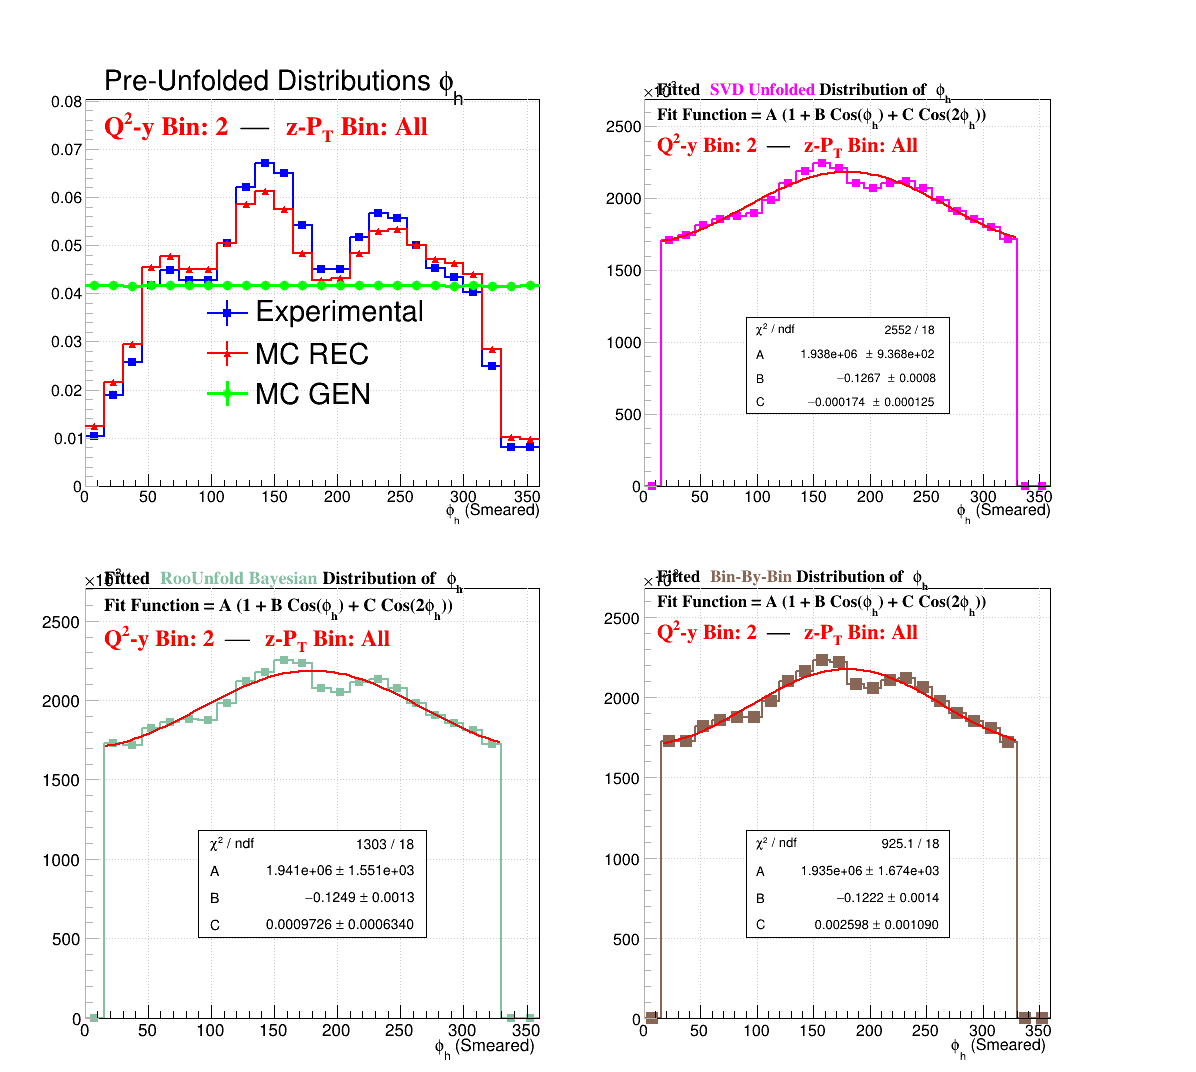 Pre-Unfolded Distributions ϕh
Q2-y Bin: 2 — z-PT Bin: All
0.08
0.07
0.06
0.05
0.04
0.03
0.02
0.01
0
Experimental
MC REC
MC GEN
0 50 100 150 200 250 300 350
ϕh (Smeared)
Fitted SVD Unfolded Distribution of ϕh
Fit Function = A (1 + B Cos(ϕh) + C Cos(2ϕh))
Q2-y Bin: 2 — z-PT Bin: All
2500
2000
1500
1000
500
0
χ2 / ndf 2552 / 18
A 1.938e+06 ± 9.368e+02
B −0.1267 ± 0.0008
C −0.000174 ± 0.000125
0 50 100 150 200 250 300 350
ϕh (Smeared)
Fitted RooUnfold Bayesian Distribution of ϕh
Fit Function = A (1 + B Cos(ϕh) + C Cos(2ϕh))
Q2-y Bin: 2 — z-PT Bin: All
2500
2000
1500
1000
500
0
χ2 / ndf 1303 / 18
A 1.941e+06 ± 1.551e+03
B −0.1249 ± 0.0013
C 0.0009726 ± 0.0006340
0 50 100 150 200 250 300 350
ϕh (Smeared)
Fitted Bin-By-Bin Distribution of ϕh
Fit Function = A (1 + B Cos(ϕh) + C Cos(2ϕh))
Q2-y Bin: 2 — z-PT Bin: All
2500
2000
1500
1000
500
0
χ2 / ndf 925.1 / 18
A 1.935e+06 ± 1.674e+03
B −0.1222 ± 0.0014
C 0.002598 ± 0.001090
0 50 100 150 200 250 300 350
ϕh (Smeared)